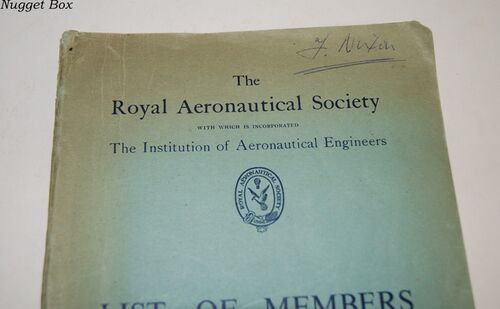 Nugget Box
F. Nixon
The
Royal Aeronautical Society
WITH WHICH IS INCORPORATED
The Institution of Aeronautical Engineers
ROYAL AERONAUTICAL SOCIETY
LIST OF MEMBERS